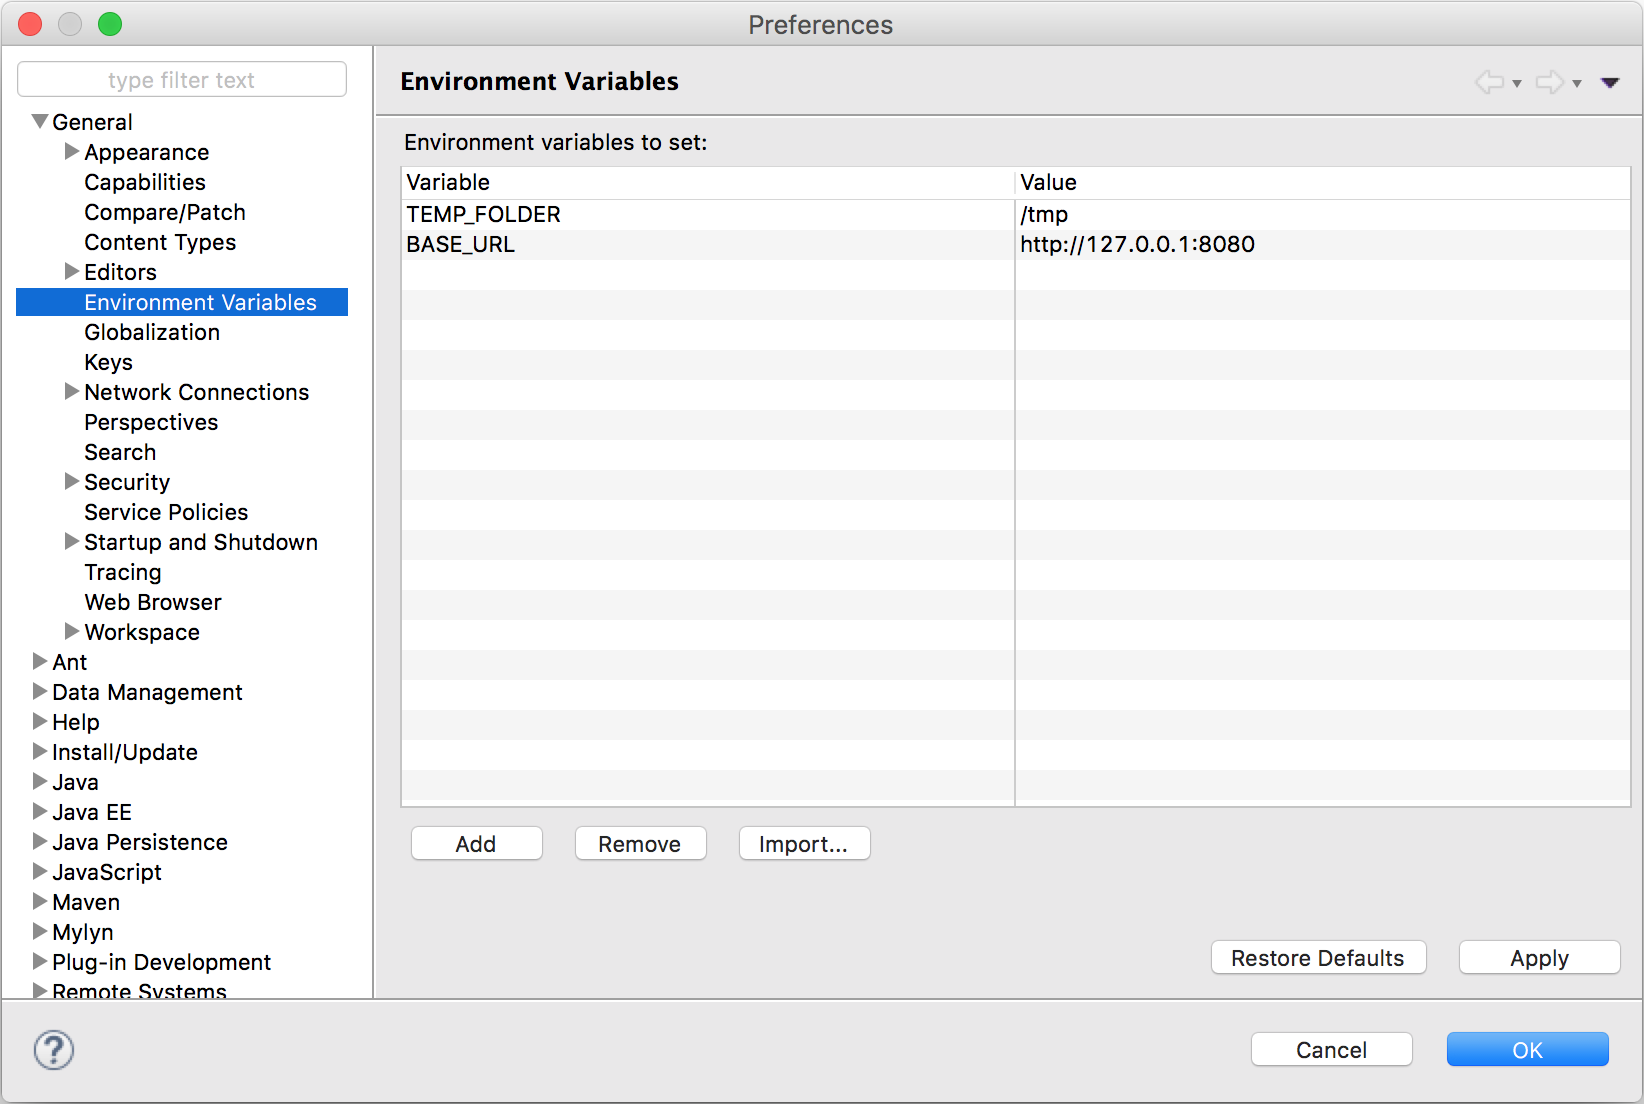 Preferences
type filter text
General
Appearance
Capabilities
Compare/Patch
Content Types
Editors
Environment Variables
Globalization
Keys
Network Connections
Perspectives
Search
Security
Service Policies
Startup and Shutdown
Tracing
Web Browser
Workspace
Ant
Data Management
Help
Install/Update
Java
Java EE
Java Persistence
JavaScript
Maven
Mylyn
Plug-in Development
Remote Systems
Environment Variables
Environment variables to set:
Variable Value
TEMP_FOLDER /tmp
BASE_URL http://127.0.0.1:8080
Add Remove Import...
Restore Defaults Apply
? Cancel OK